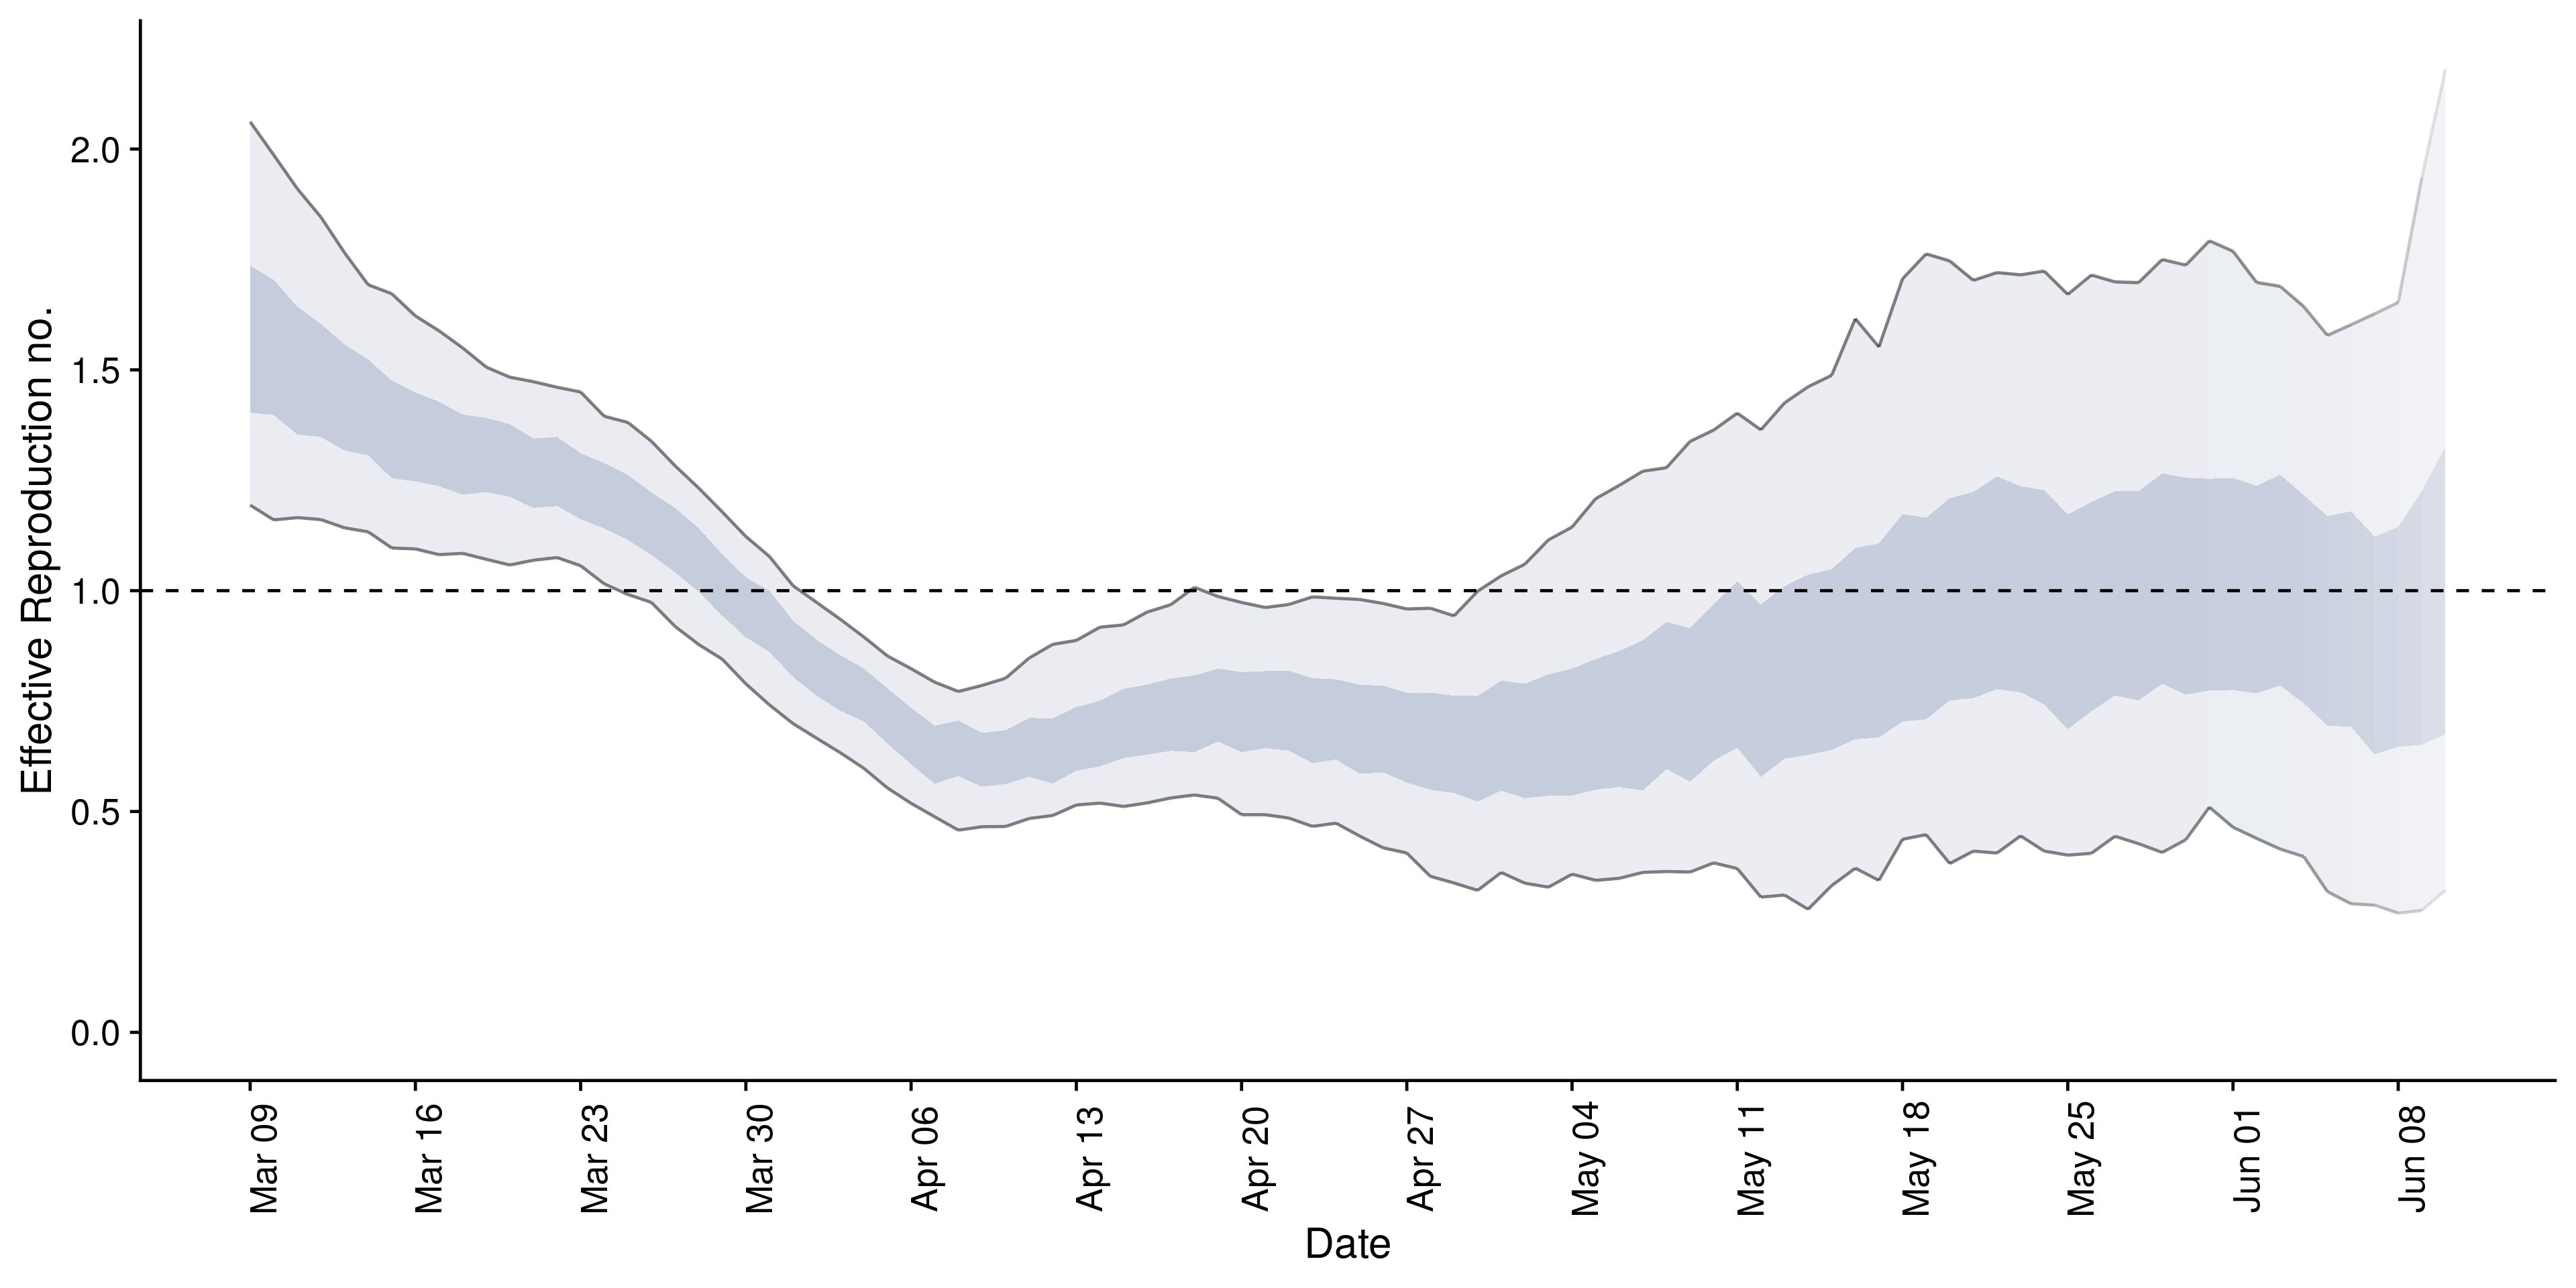 Effective Reproduction no.
2.0
1.5
1.0
0.5
0.0
Mar 09
Mar 16
Mar 23
Mar 30
Apr 06
Apr 13
Apr 20
Apr 27
May 04
May 11
May 18
May 25
Jun 01
Jun 08
Date